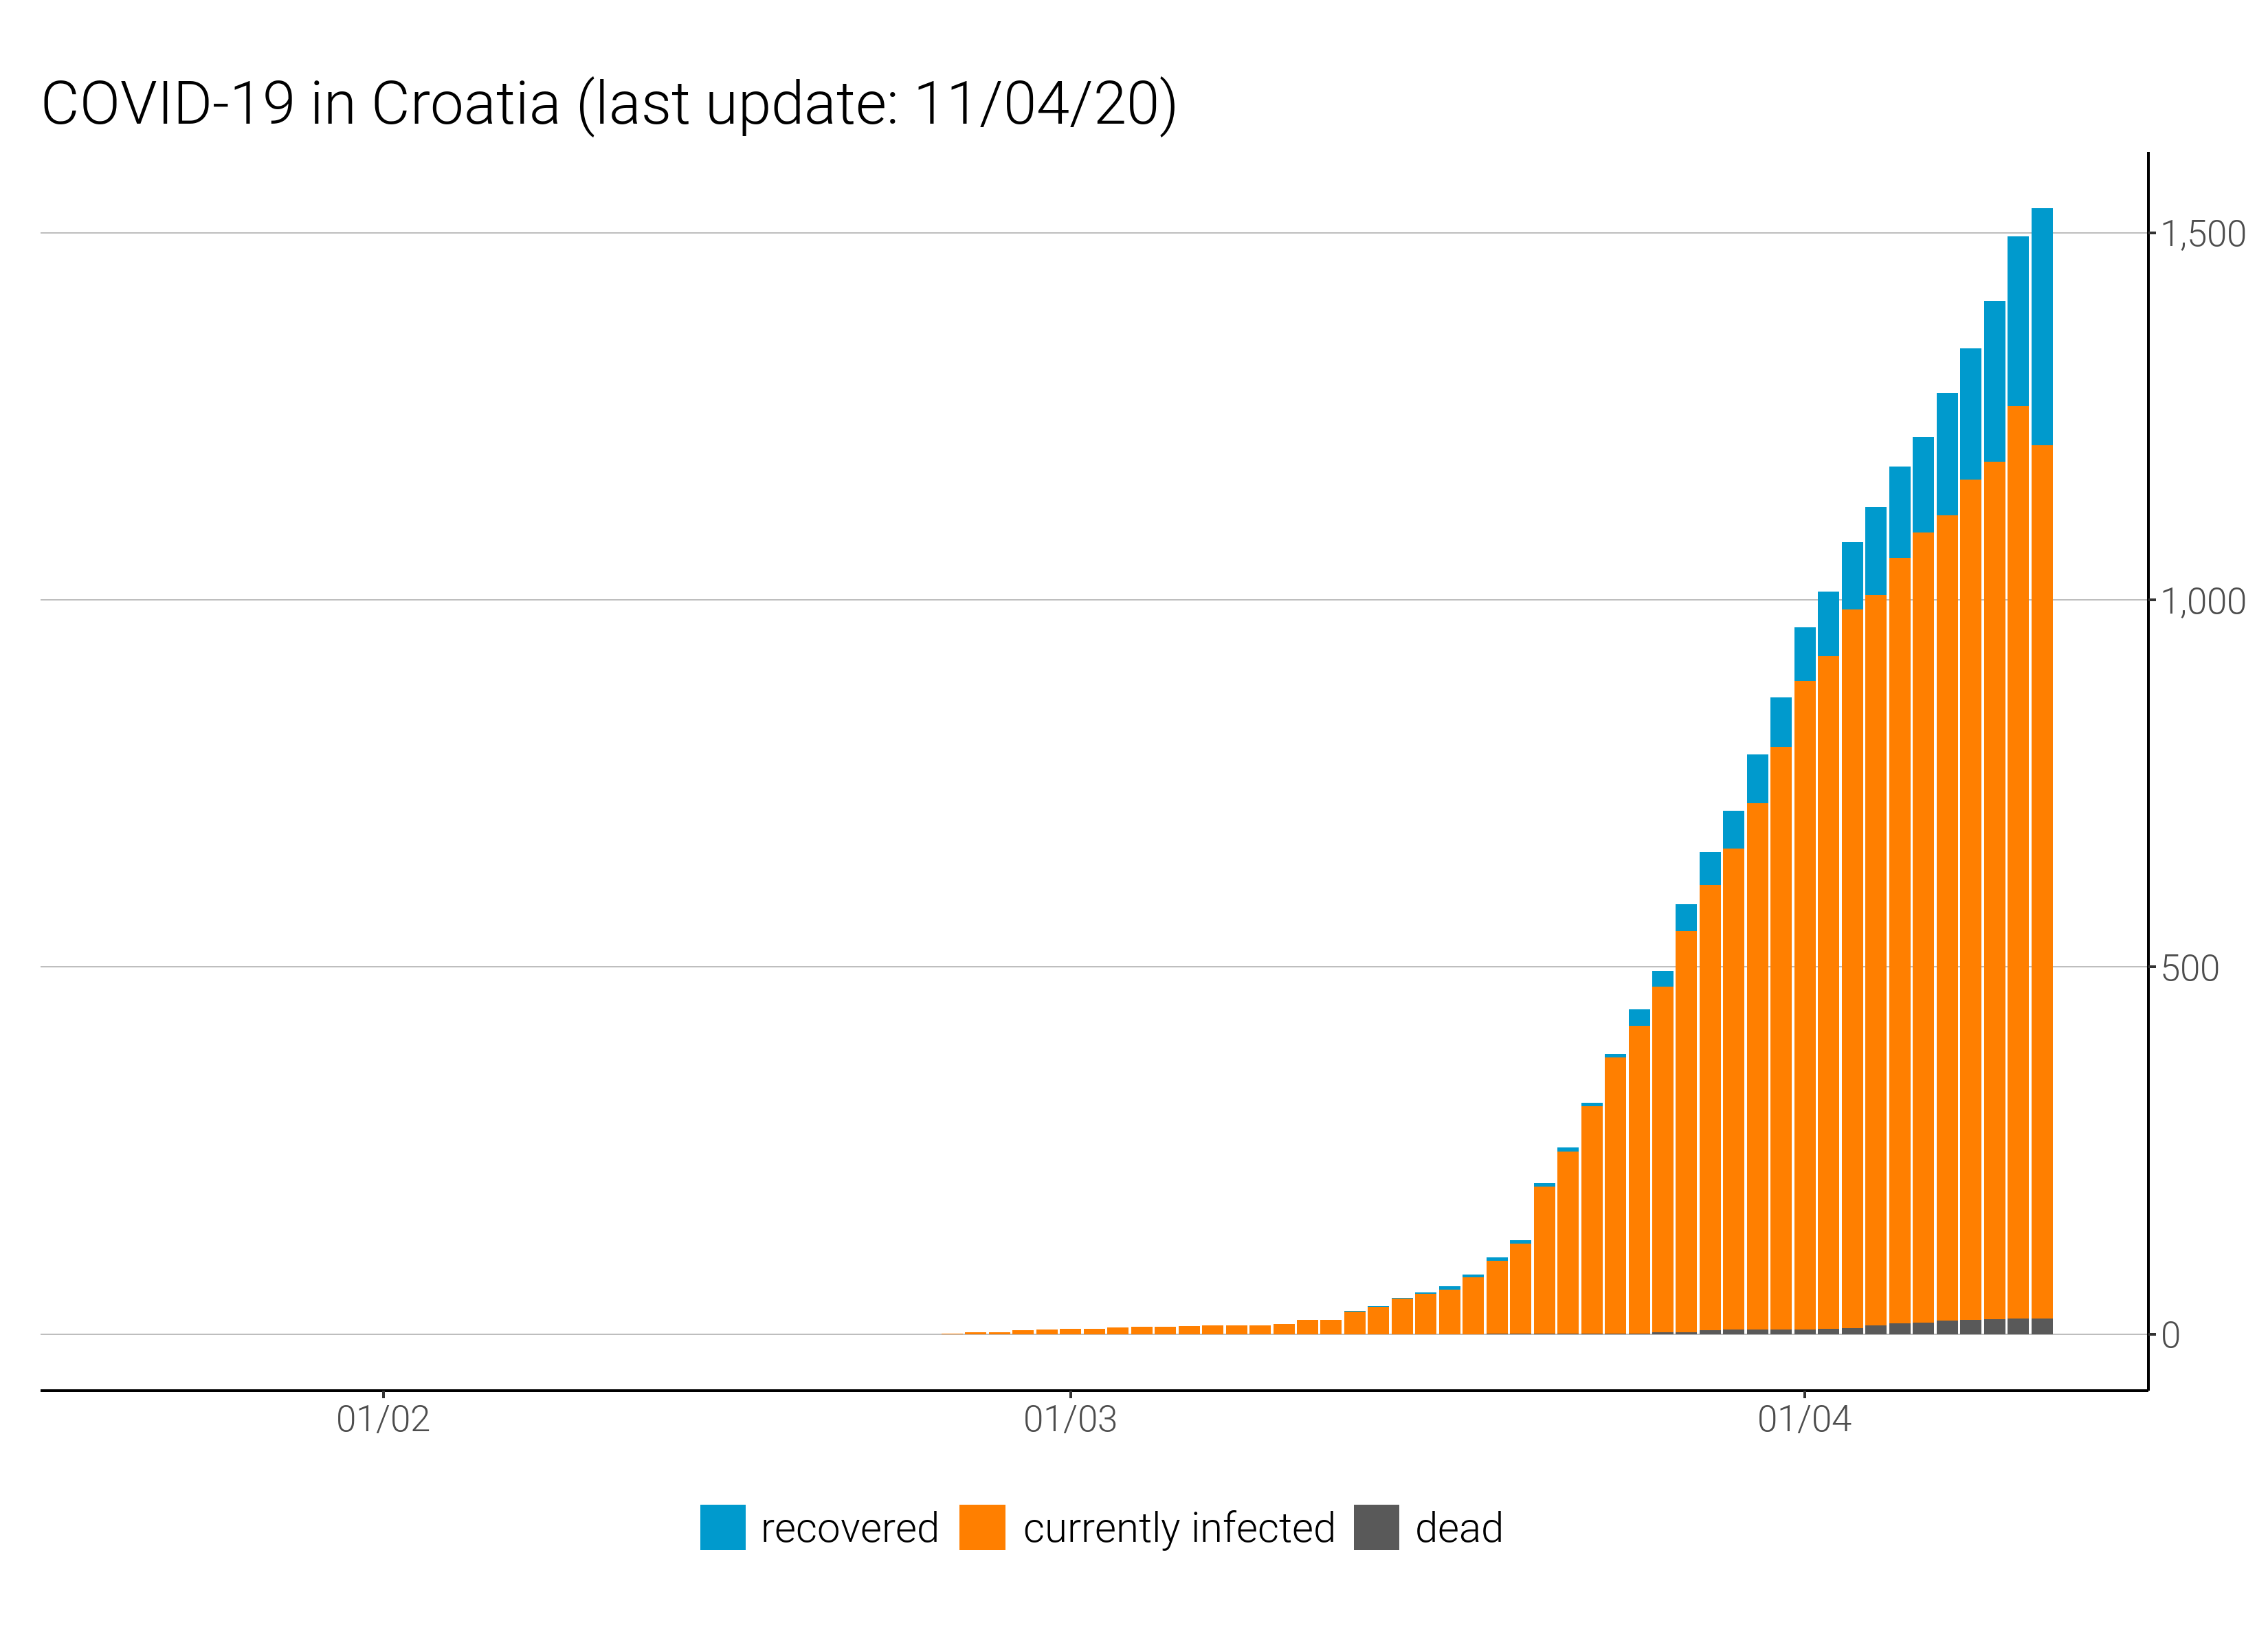 COVID-19 in Croatia (last update: 11/04/20)
1,500
1,000
500
0
01/02 01/03 01/04
recovered currently infected dead